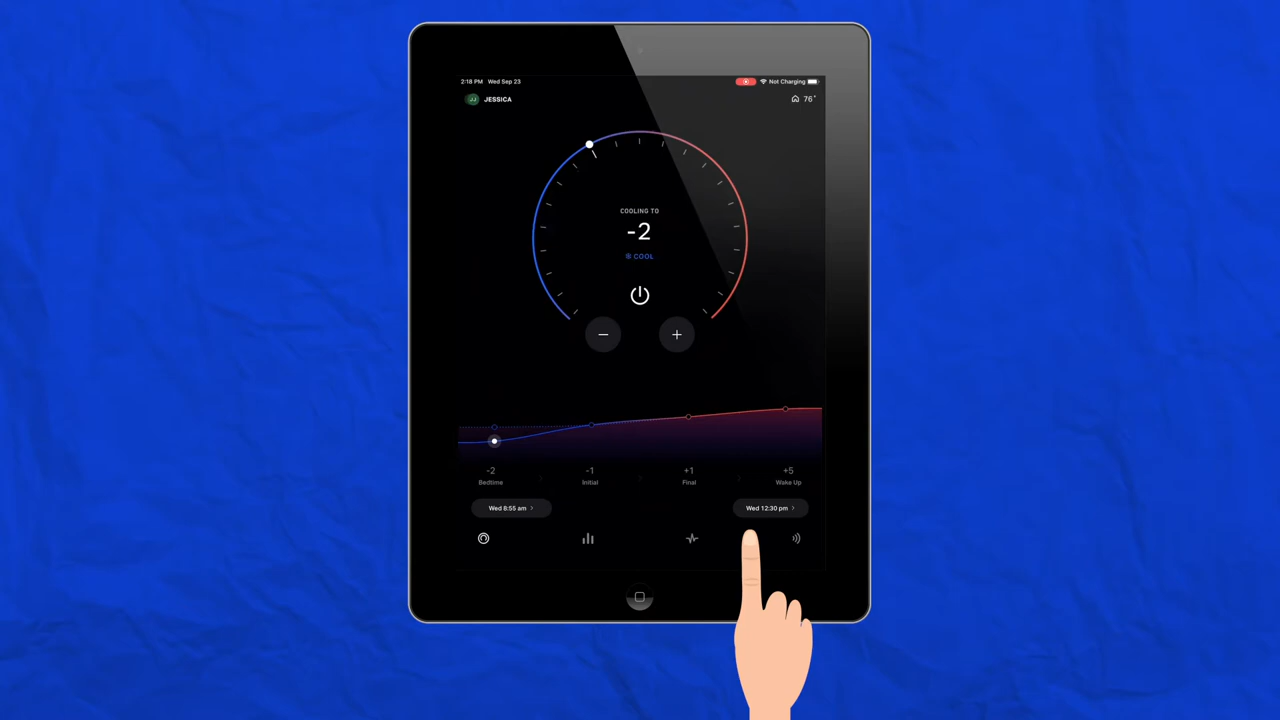 2:18 PM Wed Sep 23
Not Charging
JJ JESSICA
76°
COOLING TO
-2
COOL
-2
Bedtime
-1
Initial
+1
Final
+5
Wake Up
Wed 8:55 am >
Wed 12:30 pm >